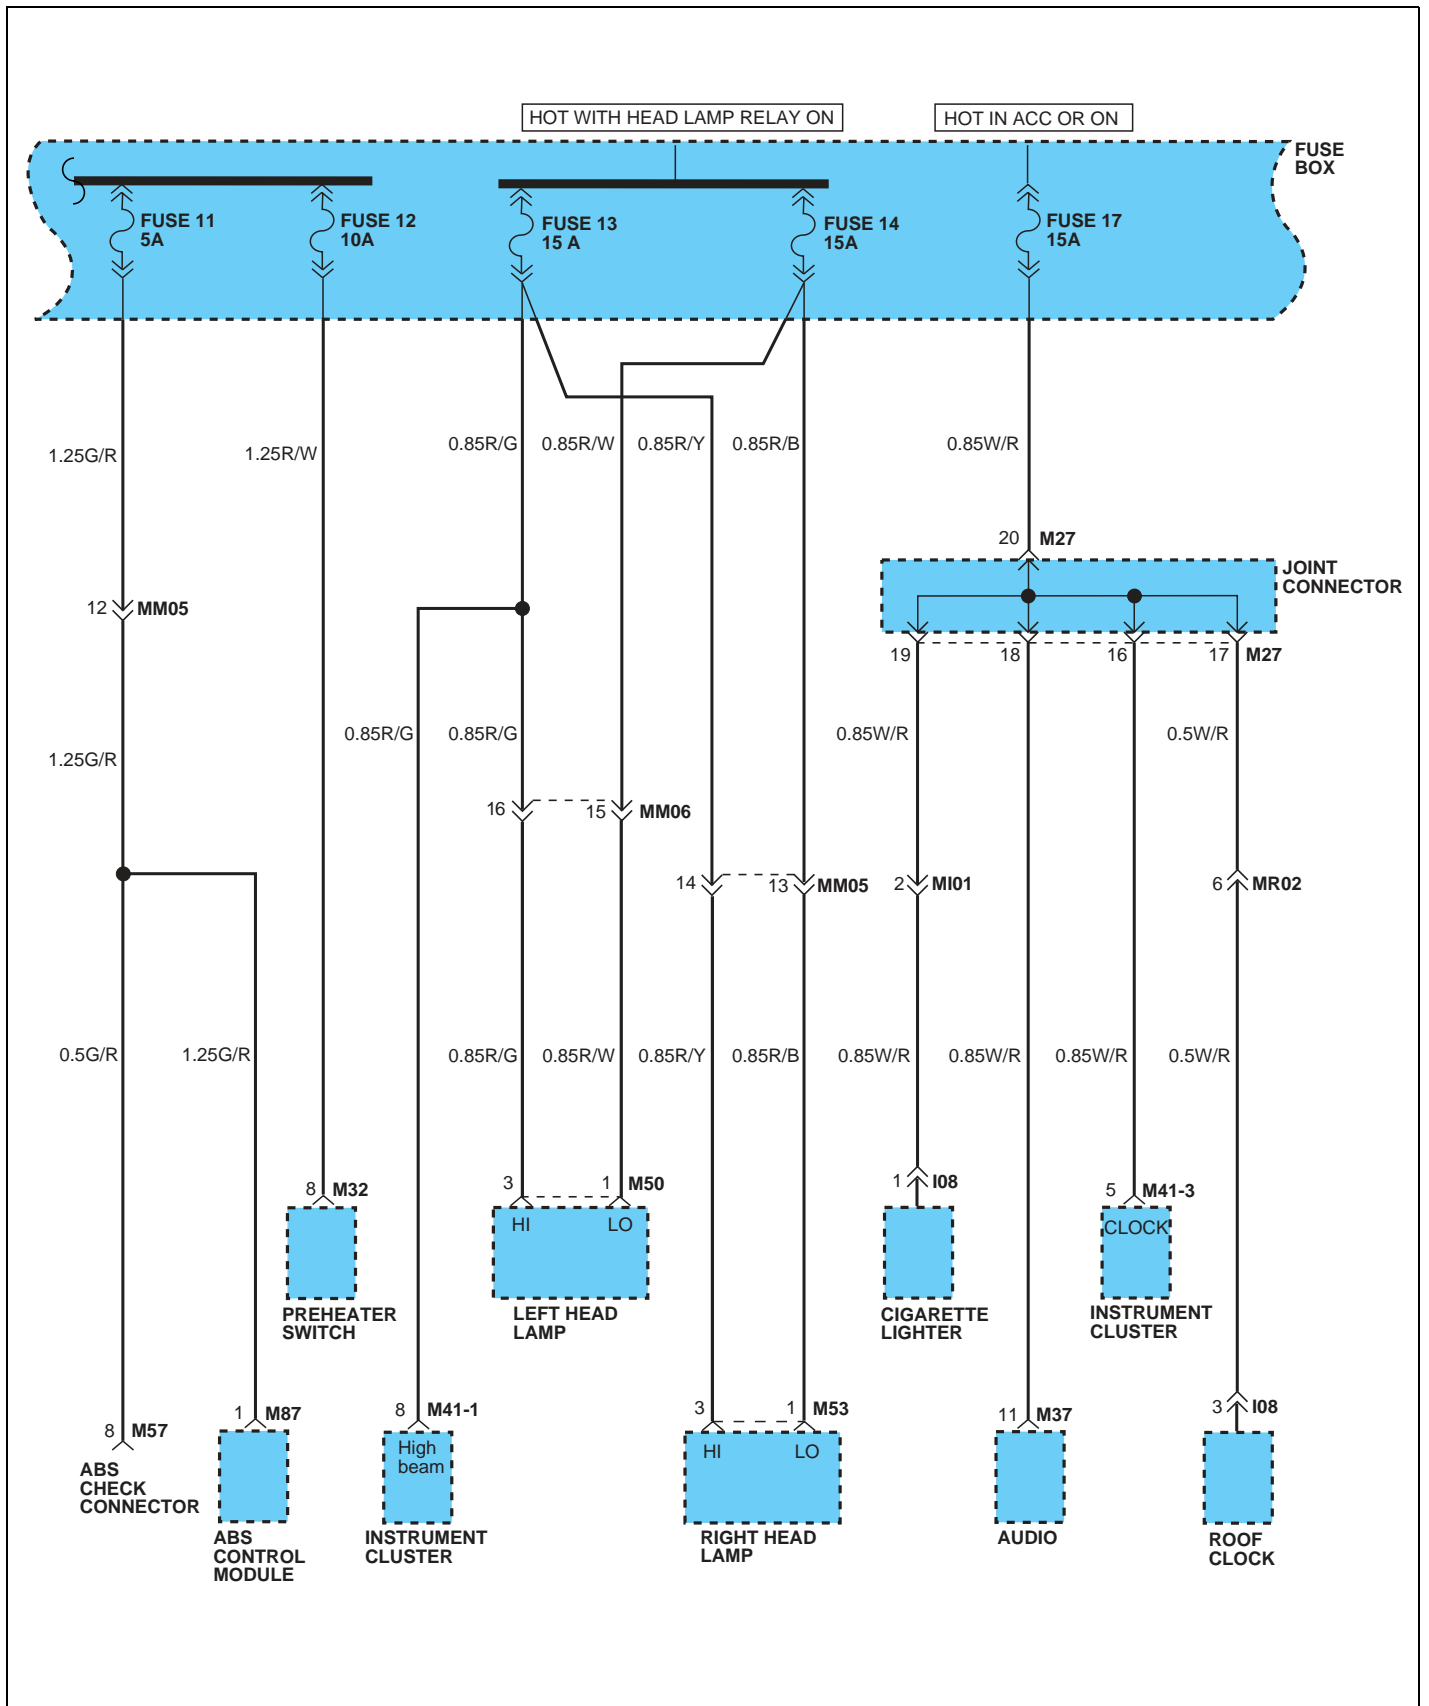 HOT WITH HEAD LAMP RELAY ON
HOT IN ACC OR ON
FUSE
BOX
FUSE 11
5A
FUSE 12
10A
FUSE 13
15 A
FUSE 14
15A
FUSE 17
15A
1.25G/R
1.25R/W
0.85R/G
0.85R/W
0.85R/Y
0.85R/B
0.85W/R
20 M27
JOINT
CONNECTOR
12 MM05
19
18
16
17 M27
1.25G/R
0.85R/G
0.85R/G
0.85W/R
0.5W/R
16
15 MM06
14
13 MM05
2 MI01
6 MR02
0.5G/R
1.25G/R
0.85R/G
0.85R/W
0.85R/Y
0.85R/B
0.85W/R
0.85W/R
0.85W/R
0.5W/R
8 M32
3
1 M50
1 I08
5 M41-3
HI
LO
CLOCK
PREHEATER
SWITCH
LEFT HEAD
LAMP
CIGARETTE
LIGHTER
INSTRUMENT
CLUSTER
8 M57
1 M87
8 M41-1
3
1 M53
11 M37
3 I08
High
beam
HI
LO
ABS
CHECK
CONNECTOR
ABS
CONTROL
MODULE
INSTRUMENT
CLUSTER
RIGHT HEAD
LAMP
AUDIO
ROOF
CLOCK